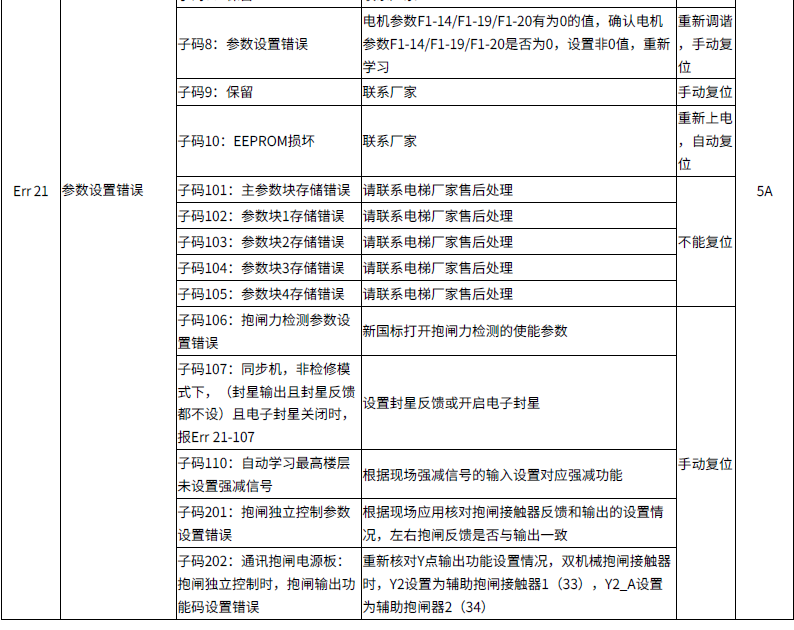 子码8：参数设置错误
电机参数F1-14/F1-19/F1-20有为0的值，确认电机
参数F1-14/F1-19/F1-20是否为0，设置非0值，重新
学习
重新调谐
，手动复
位
子码9：保留
联系厂家
手动复位
子码10：EEPROM损坏
联系厂家
重新上电
，自动复
位
Err 21
参数设置错误
子码101：主参数块存储错误
请联系电梯厂家售后处理
5A
子码102：参数块1存储错误
请联系电梯厂家售后处理
子码103：参数块2存储错误
请联系电梯厂家售后处理
不能复位
子码104：参数块3存储错误
请联系电梯厂家售后处理
子码105：参数块4存储错误
请联系电梯厂家售后处理
子码106：抱闸力检测参数设
置错误
新国标打开抱闸力检测的使能参数
子码107：同步机，非检修模
式下，（封星输出且封星反馈
都不设）且电子封星关闭时，
报Err 21-107
设置封星反馈或开启电子封星
手动复位
子码110：自动学习最高楼层
未设置强减信号
根据现场强减信号的输入设置对应强减功能
子码201：抱闸独立控制参数
设置错误
根据现场应用核对抱闸接触器反馈和输出的设置情
况，左右抱闸反馈是否与输出一致
子码202：通讯抱闸电源板：
抱闸独立控制时，抱闸输出功
能码设置错误
重新核对Y点输出功能设置情况，双机械抱闸接触器
时，Y2设置为辅助抱闸接触器1（33），Y2_A设置
为辅助抱闸器2（34）